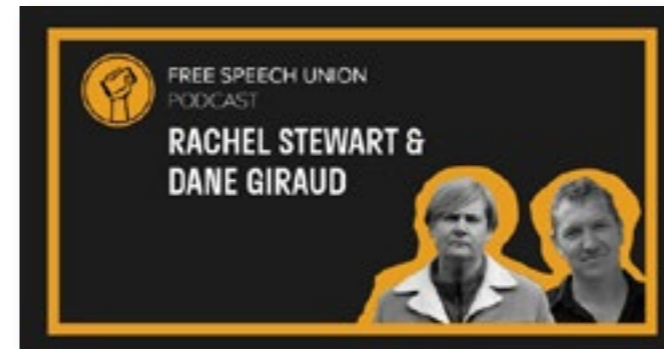 FREE SPEECH UNION
PODCAST
RACHEL STEWART &
DANE GIRAUD